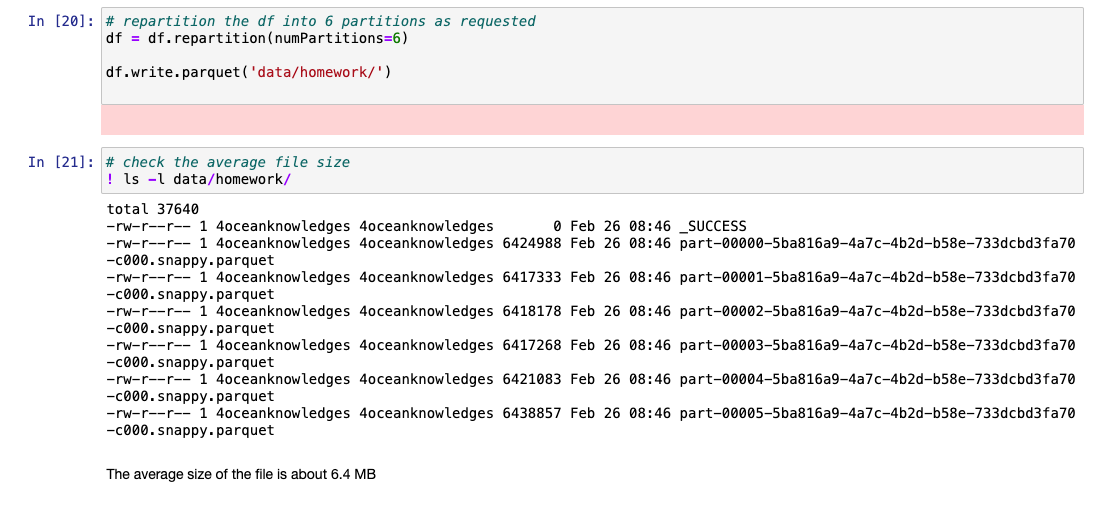 In [20]: # repartition the df into 6 partitions as requested
df = df.repartition(numPartitions=6)
df.write.parquet('data/homework/')
In [21]: # check the average file size
! ls -l data/homework/
total 37640
-rw-r--r-- 1 4oceanknowledges 4oceanknowledges       0 Feb 26 08:46 _SUCCESS
-rw-r--r-- 1 4oceanknowledges 4oceanknowledges 6424988 Feb 26 08:46 part-00000-5ba816a9-4a7c-4b2d-b58e-733dcbd3fa70
-c000.snappy.parquet
-rw-r--r-- 1 4oceanknowledges 4oceanknowledges 6417333 Feb 26 08:46 part-00001-5ba816a9-4a7c-4b2d-b58e-733dcbd3fa70
-c000.snappy.parquet
-rw-r--r-- 1 4oceanknowledges 4oceanknowledges 6418178 Feb 26 08:46 part-00002-5ba816a9-4a7c-4b2d-b58e-733dcbd3fa70
-c000.snappy.parquet
-rw-r--r-- 1 4oceanknowledges 4oceanknowledges 6417268 Feb 26 08:46 part-00003-5ba816a9-4a7c-4b2d-b58e-733dcbd3fa70
-c000.snappy.parquet
-rw-r--r-- 1 4oceanknowledges 4oceanknowledges 6421083 Feb 26 08:46 part-00004-5ba816a9-4a7c-4b2d-b58e-733dcbd3fa70
-c000.snappy.parquet
-rw-r--r-- 1 4oceanknowledges 4oceanknowledges 6438857 Feb 26 08:46 part-00005-5ba816a9-4a7c-4b2d-b58e-733dcbd3fa70
-c000.snappy.parquet
The average size of the file is about 6.4 MB